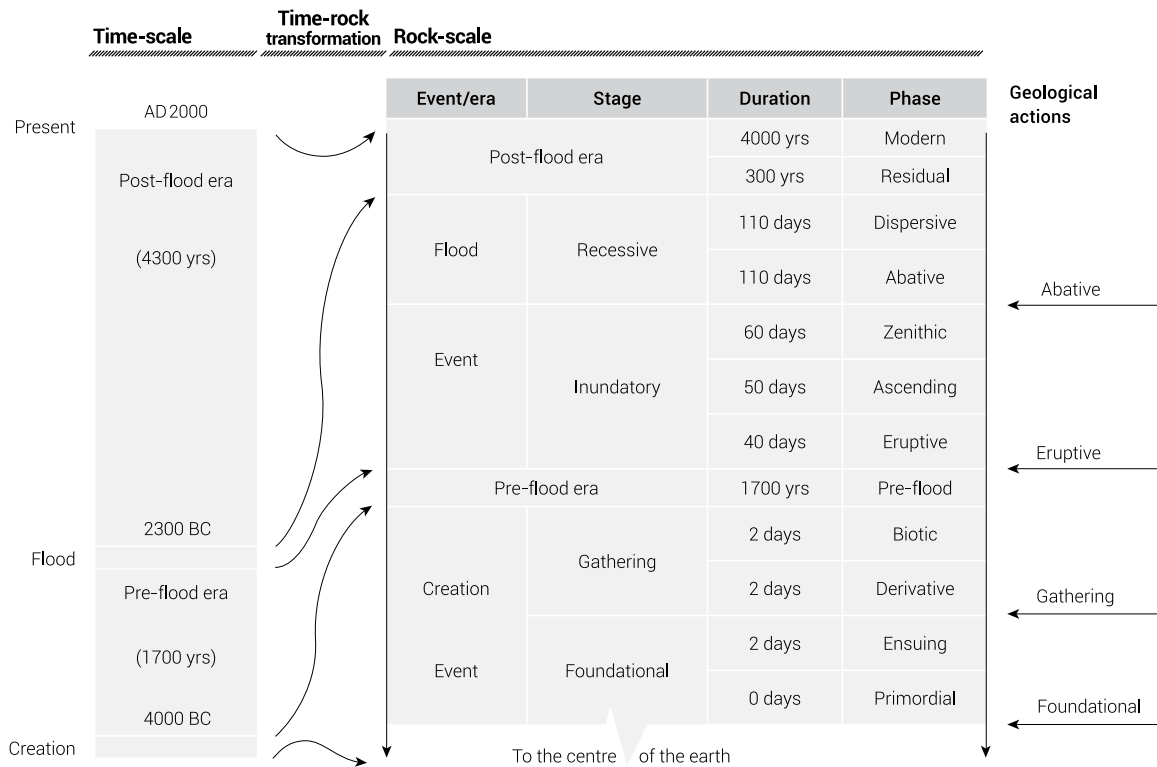 Time-scale
Time-rock
transformation
Rock-scale
Present
AD 2000
Post-flood era
(4300 yrs)
2300 BC
Flood
Pre-flood era
(1700 yrs)
4000 BC
Creation
Event/era Stage Duration Phase
Post-flood era 4000 yrs Modern
300 yrs Residual
Flood Recessive 110 days Dispersive
110 days Abative
Event Inundatory 60 days Zenithic
50 days Ascending
40 days Eruptive
Pre-flood era 1700 yrs Pre-flood
Creation Gathering 2 days Biotic
2 days Derivative
Event Foundational 2 days Ensuing
0 days Primordial
To the centre of the earth
Geological
actions
Abative
Eruptive
Gathering
Foundational